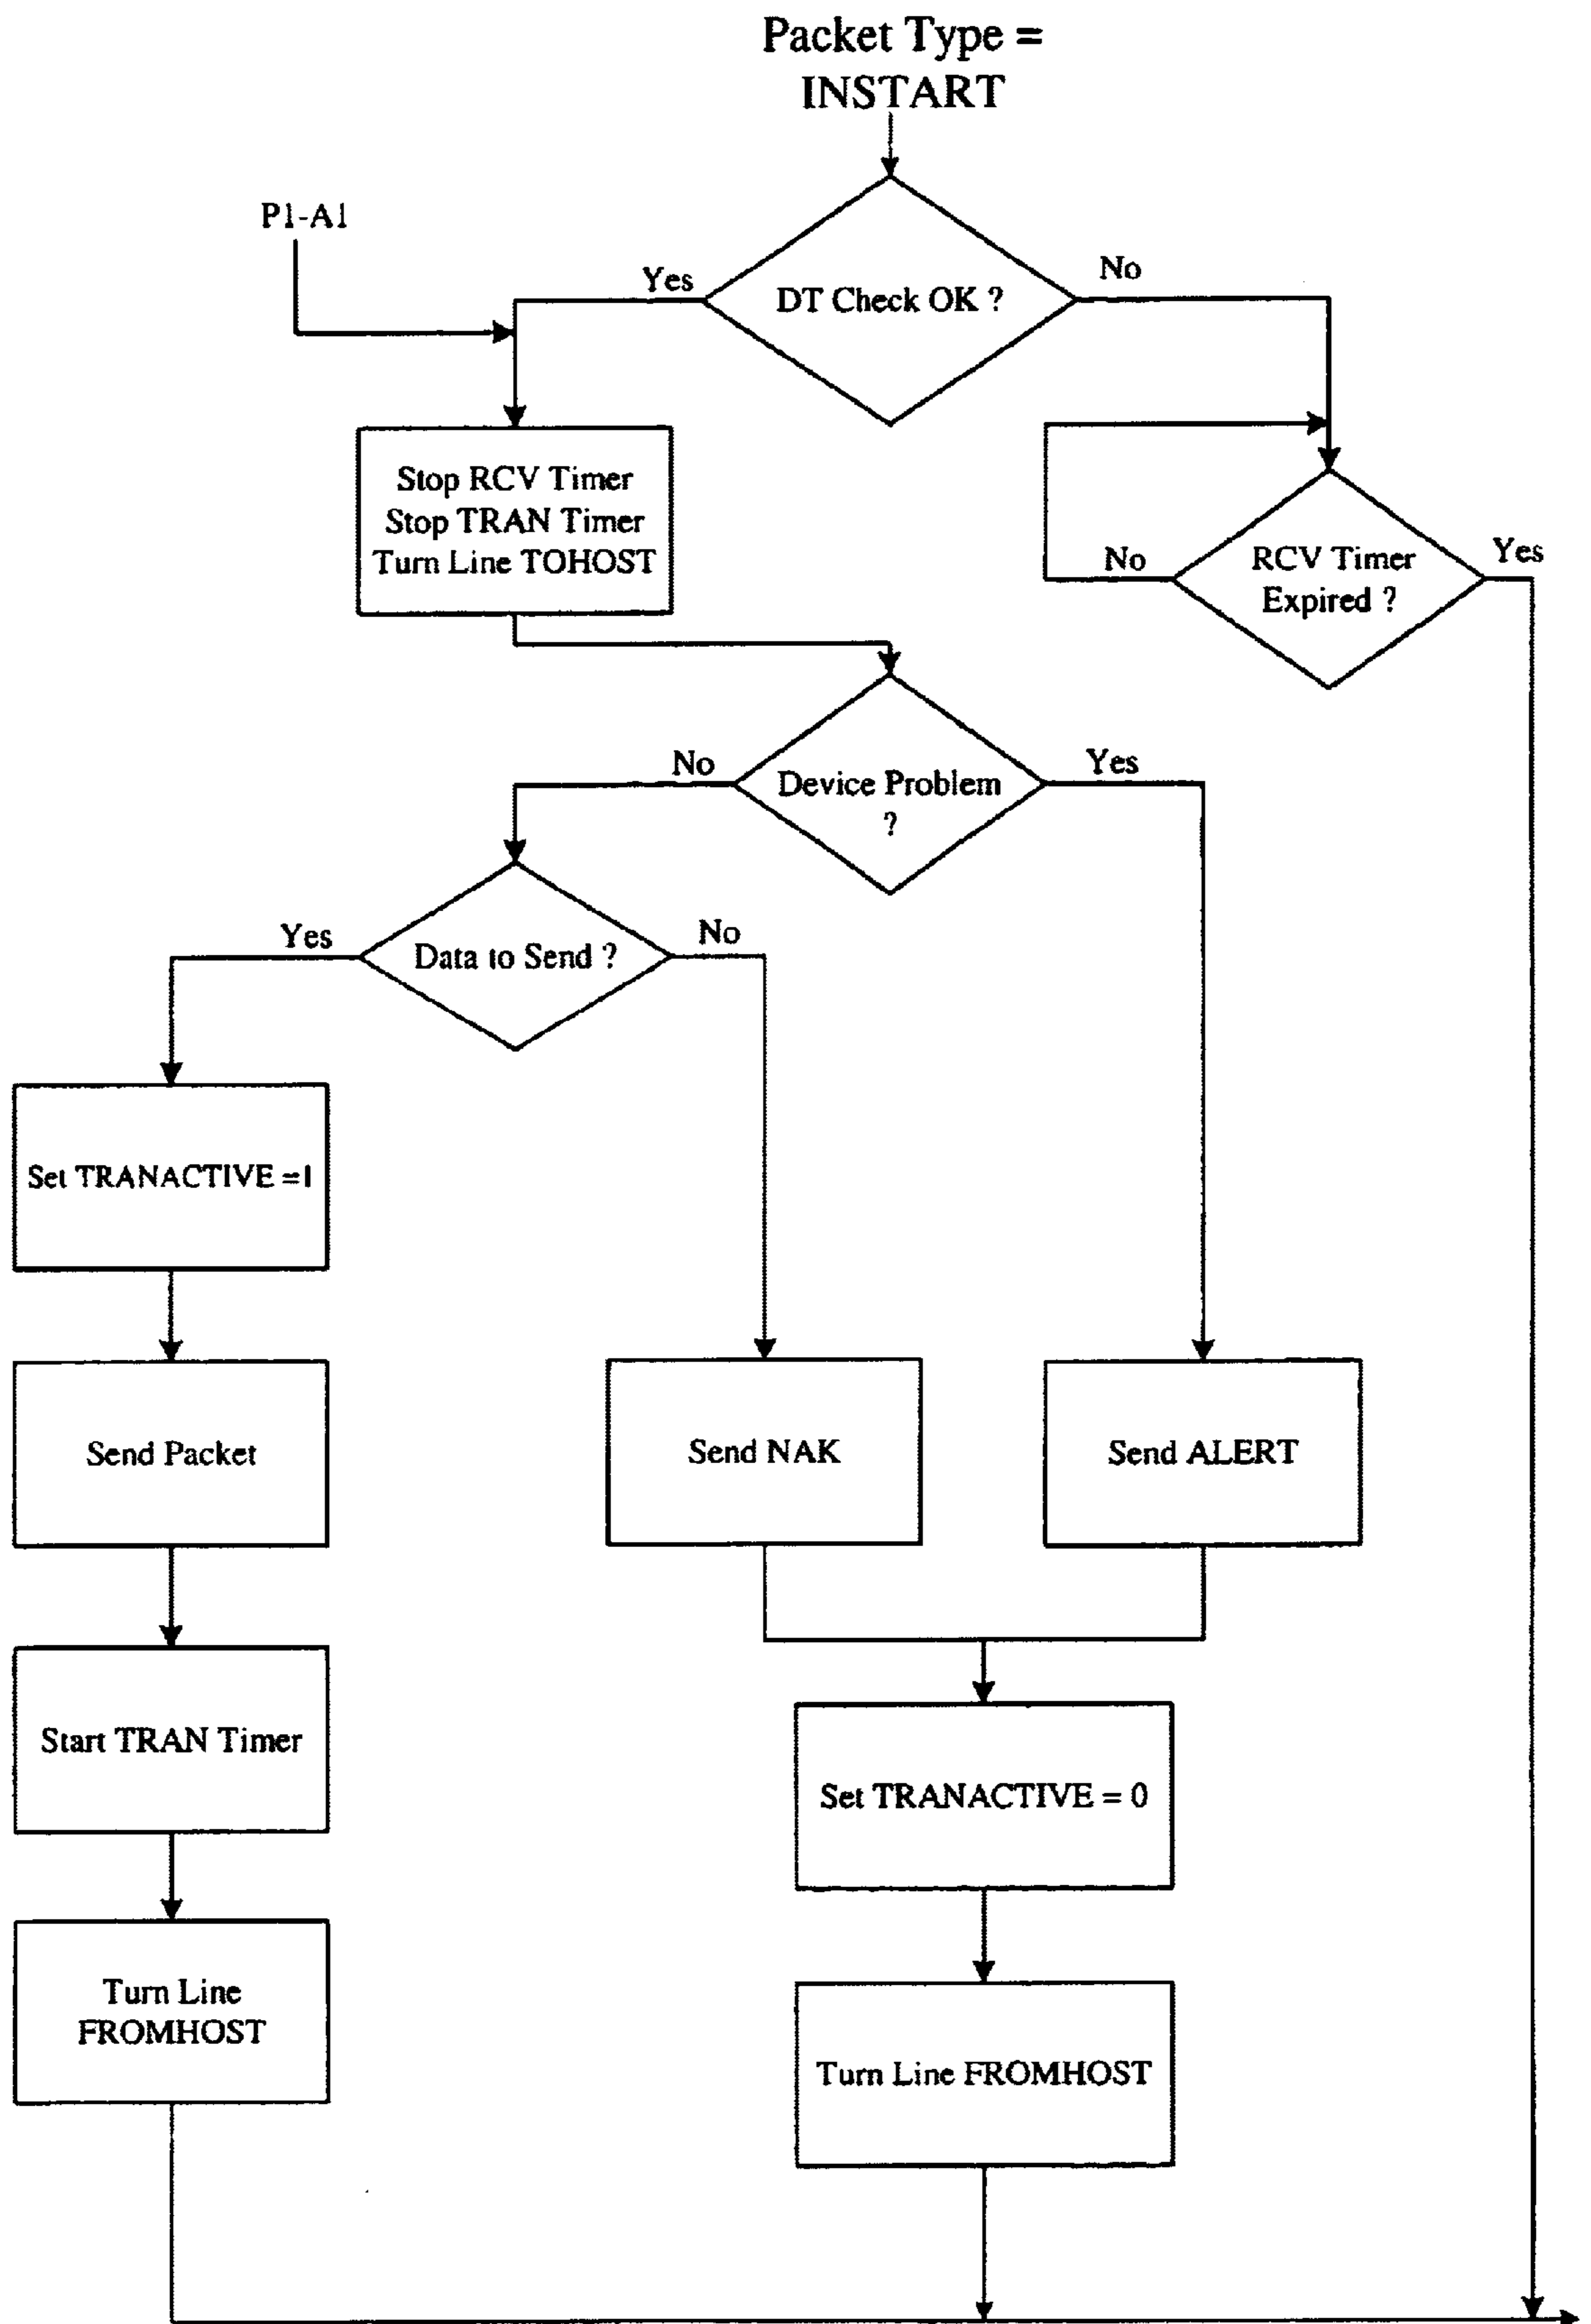 Packet Type =
INSTART
P1-A1
Yes
DT Check OK ?
No
Stop RCV Timer
Stop TRAN Timer
Turn Line TOHOST
No
RCV Timer
Expired ?
Yes
No
Device Problem
?
Yes
Yes
Data to Send ?
No
Set TRANACTIVE =1
Send Packet
Send NAK
Send ALERT
Start TRAN Timer
Set TRANACTIVE = 0
Turn Line
FROMHOST
Turn Line FROMHOST